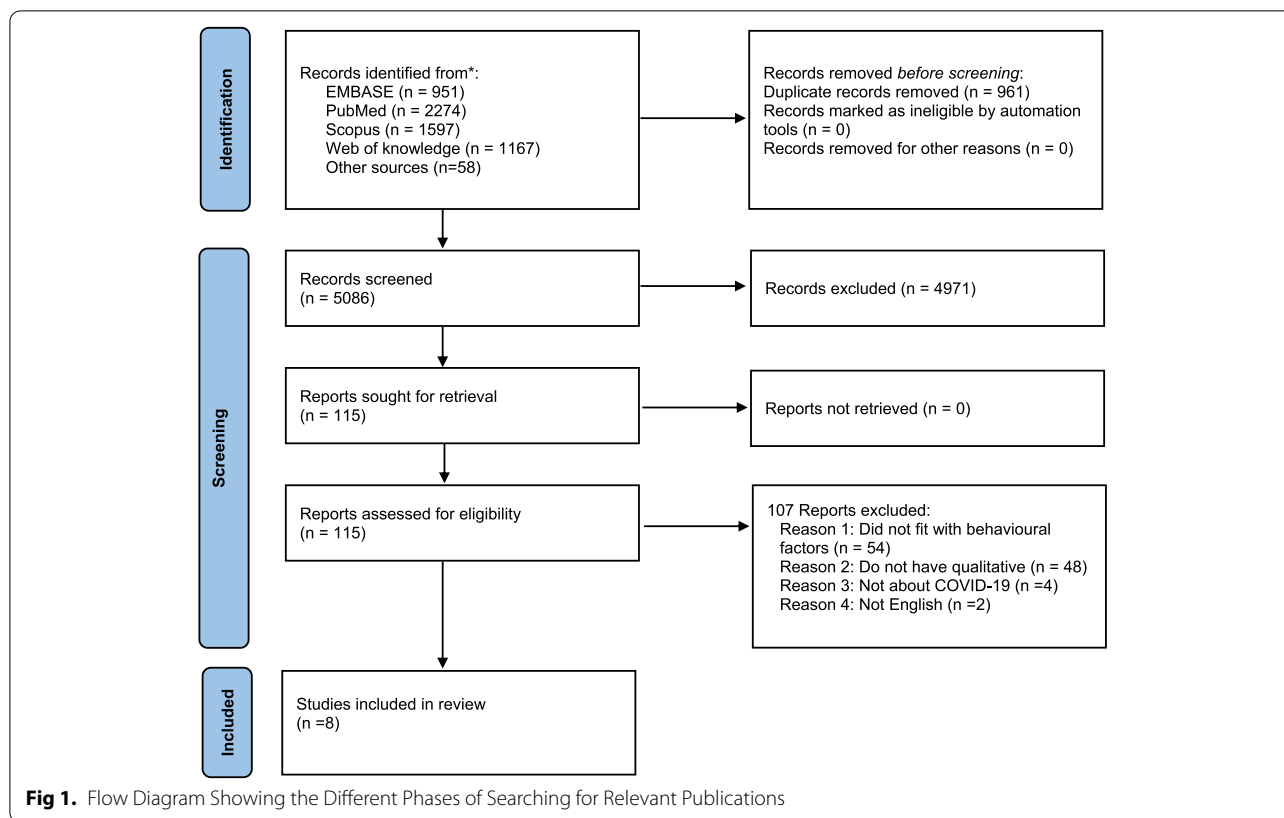 Identification
Records identified from*:
EMBASE (n = 951)
PubMed (n = 2274)
Scopus (n = 1597)
Web of knowledge (n = 1167)
Other sources (n=58)
Records removed before screening:
Duplicate records removed (n = 961)
Records marked as ineligible by automation
tools (n = 0)
Records removed for other reasons (n = 0)
Screening
Records screened
(n = 5086)
Records excluded (n = 4971)
Reports sought for retrieval
(n = 115)
Reports not retrieved (n = 0)
Reports assessed for eligibility
(n = 115)
107 Reports excluded:
Reason 1: Did not fit with behavioural
factors (n = 54)
Reason 2: Do not have qualitative (n = 48)
Reason 3: Not about COVID-19 (n =4)
Reason 4: Not English (n =2)
Included
Studies included in review
(n =8)
Fig 1. Flow Diagram Showing the Different Phases of Searching for Relevant Publications